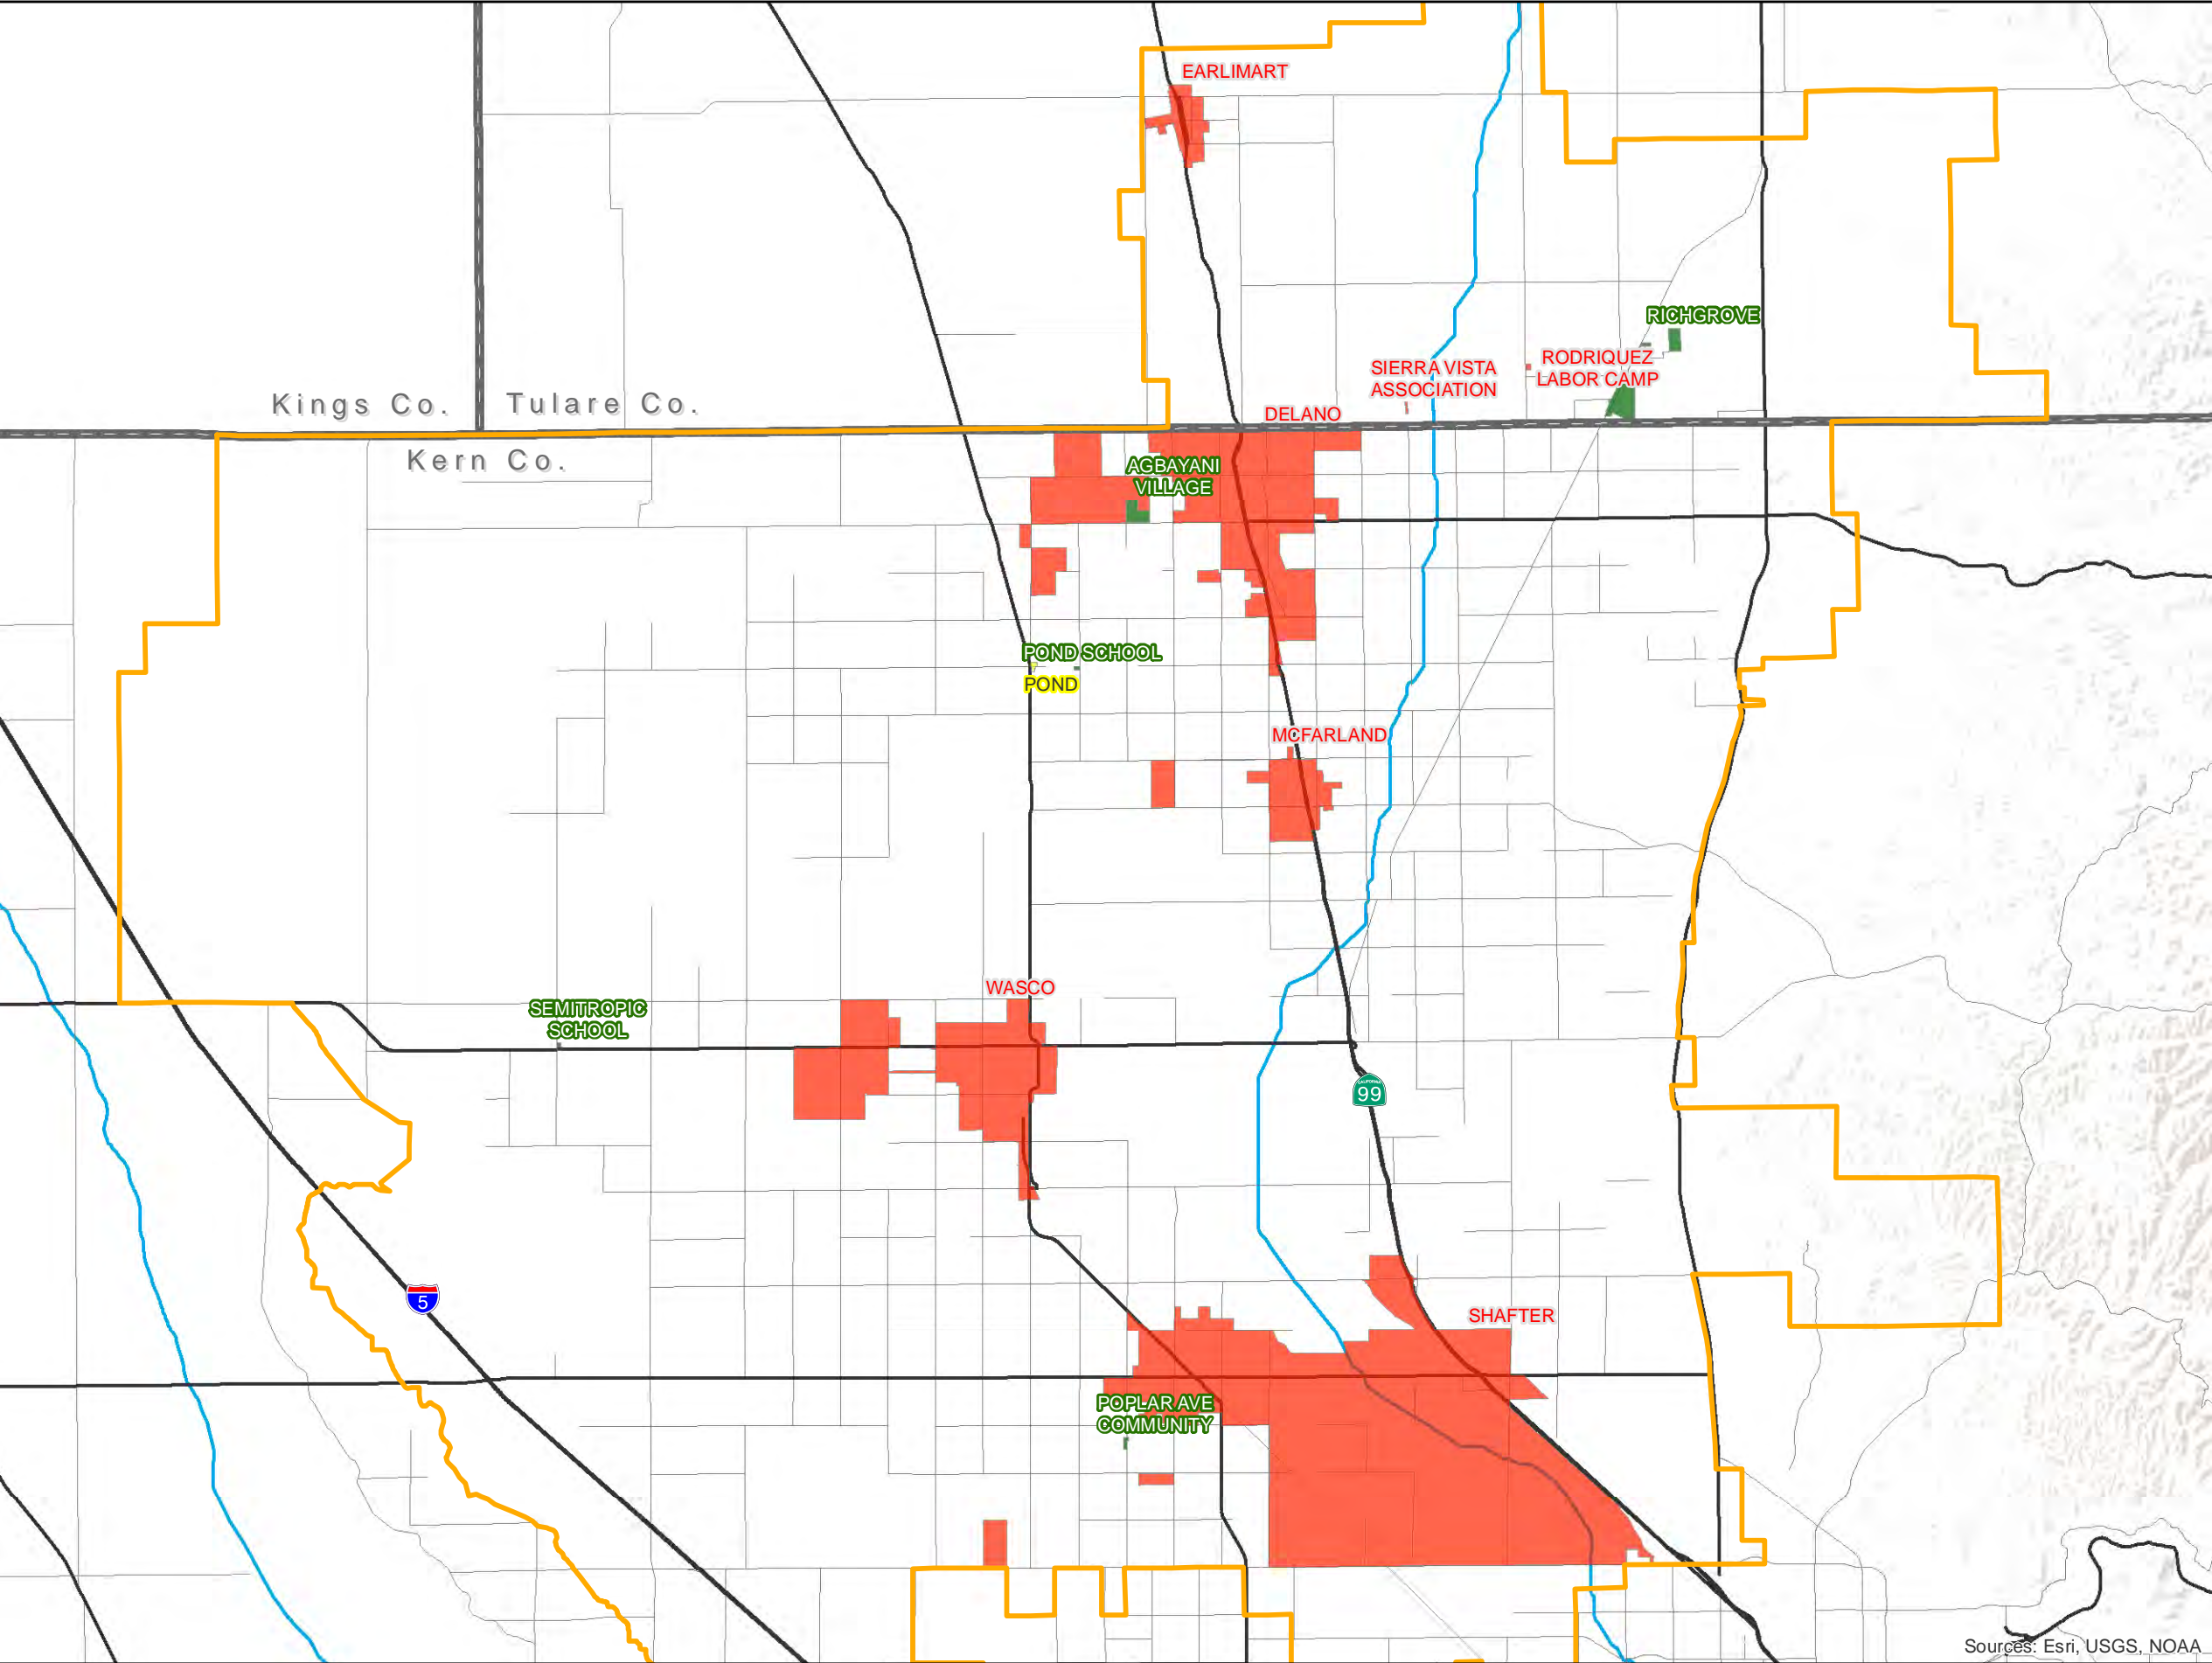 EARLIMART
RICHGROVE
SIERRA VISTA
ASSOCIATION
RODRIQUEZ
LABOR CAMP
Kings Co.
Tulare Co.
DELANO
Kern Co.
AGBAYANI
VILLAGE
POND SCHOOL
POND
MCFARLAND
WASCO
SEMITROPIC
SCHOOL
CALIFORNIA
99
5
SHAFTER
POPLAR AVE
COMMUNITY
Sources: Esri, USGS, NOAA